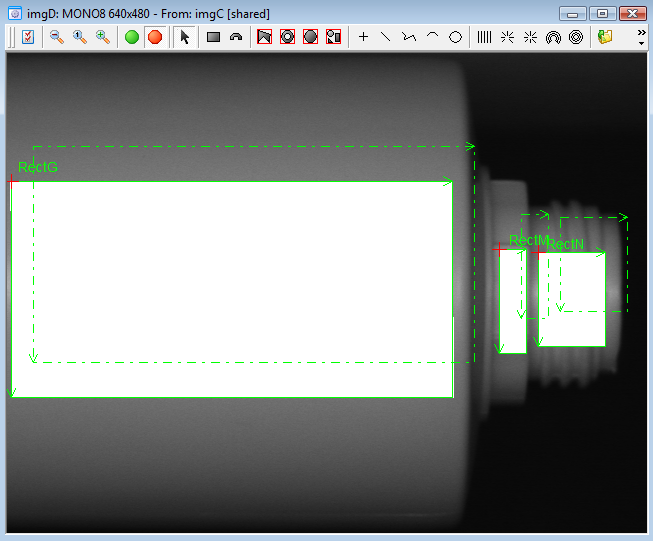 imgD: MONO8 640x480 - From: imgC [shared]
RectG
RectM
RectN